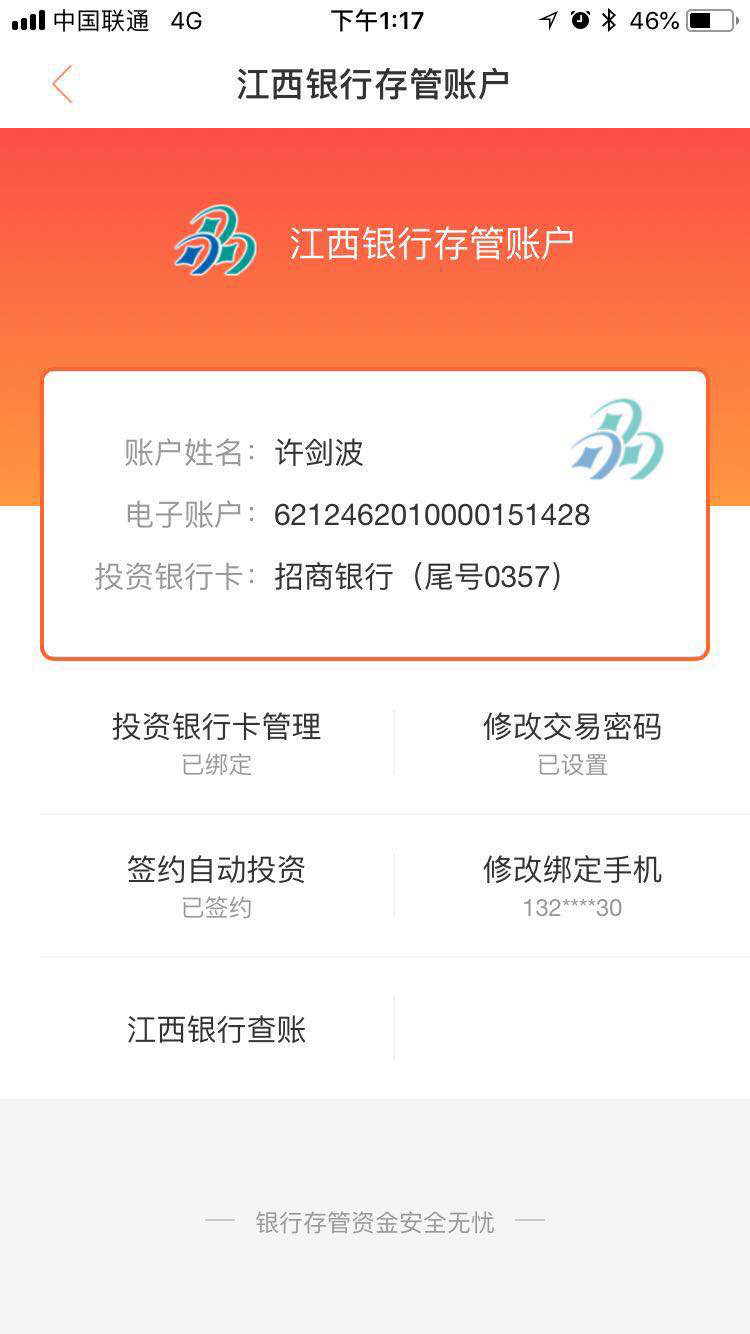 中国联通 4G 下午1:17 46%
江西银行存管账户
江西银行存管账户
账户姓名：许剑波
电子账户：6212462010000151428
投资银行卡：招商银行（尾号0357）
投资银行卡管理 修改交易密码
已绑定 已设置
签约自动投资 修改绑定手机
已签约 132****30
江西银行查账
银行存管资金安全无忧